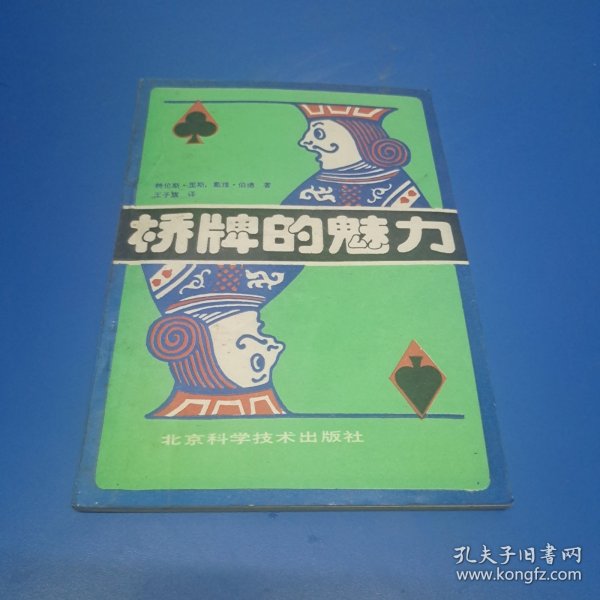 特伦斯·里斯, 戴维·伯德 著
王子旗 译
桥牌的魅力
北京科学技术出版社
孔夫子旧书网
www.kongfz.com